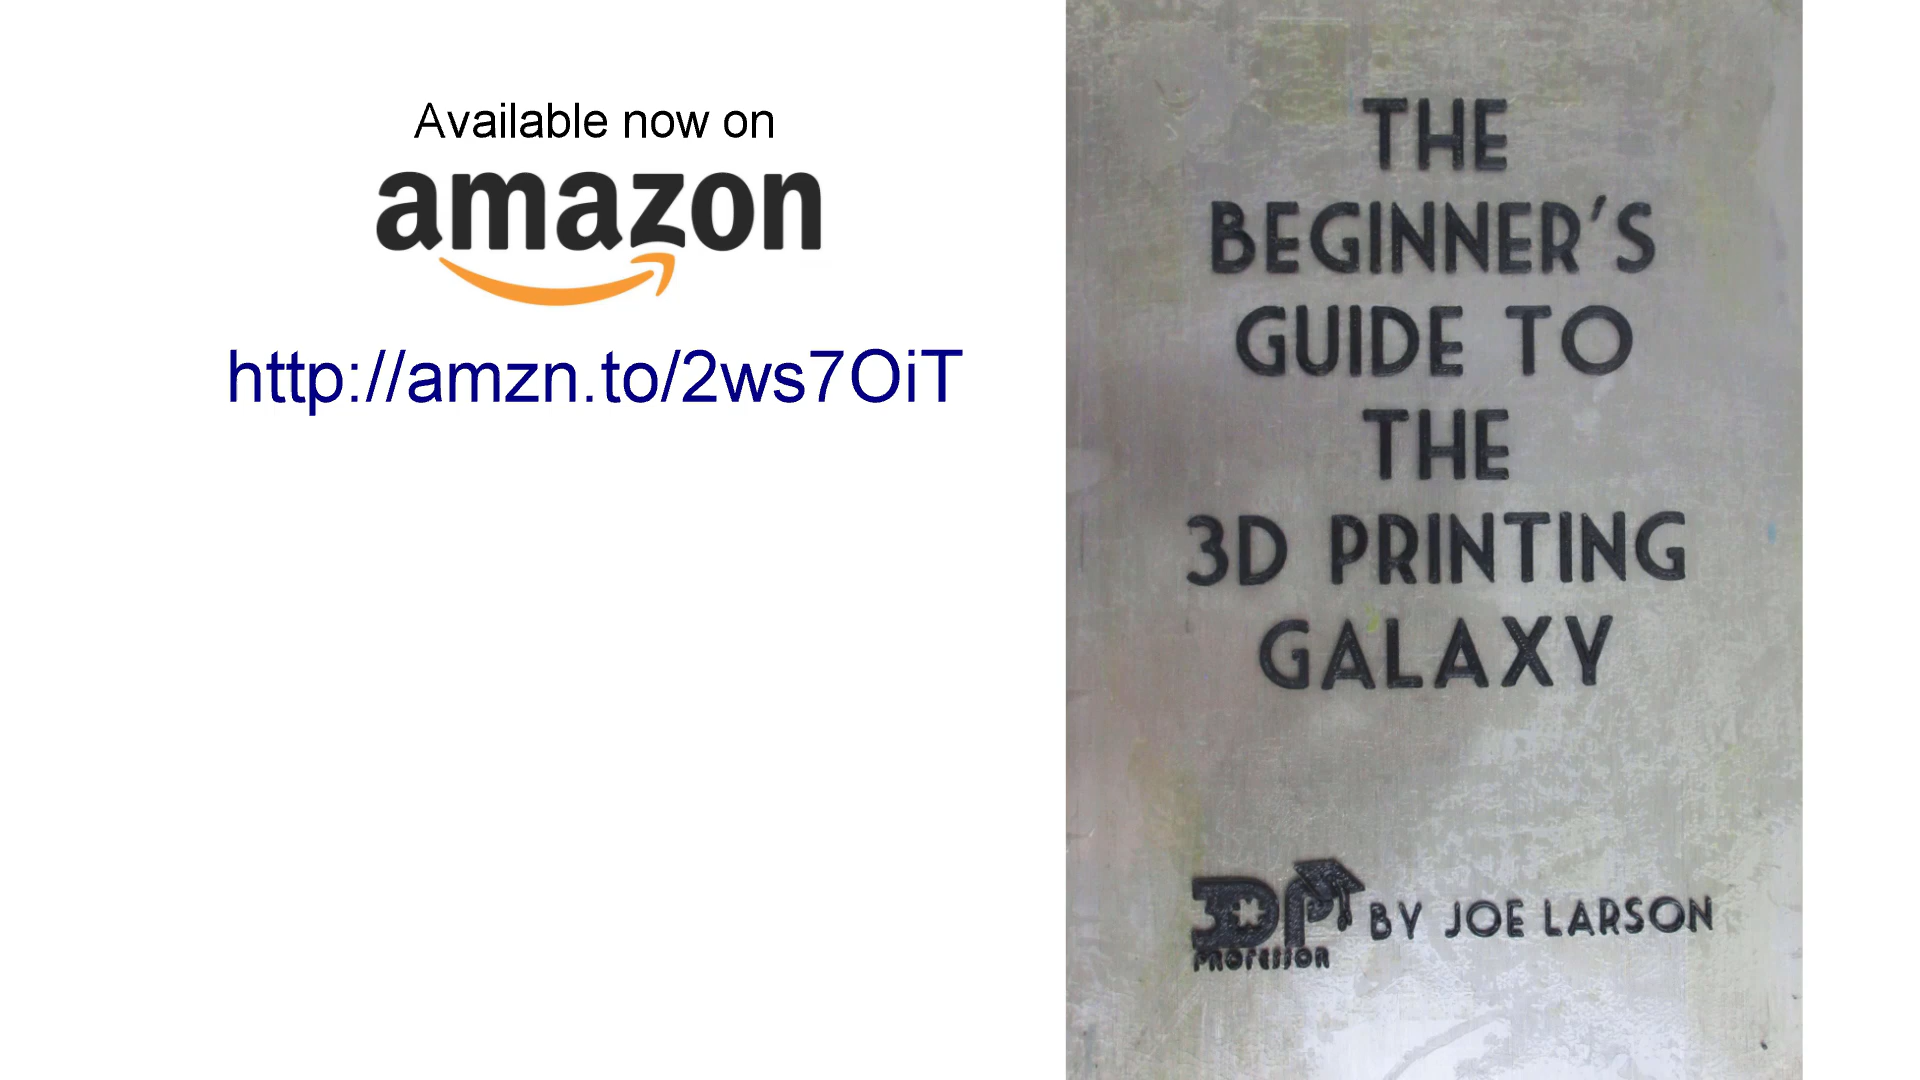 Available now on
amazon
http://amzn.to/2ws7OiT
THE
BEGINNER'S
GUIDE TO
THE
3D PRINTING
GALAXY
3DP
PROFESSOR
BY JOE LARSON